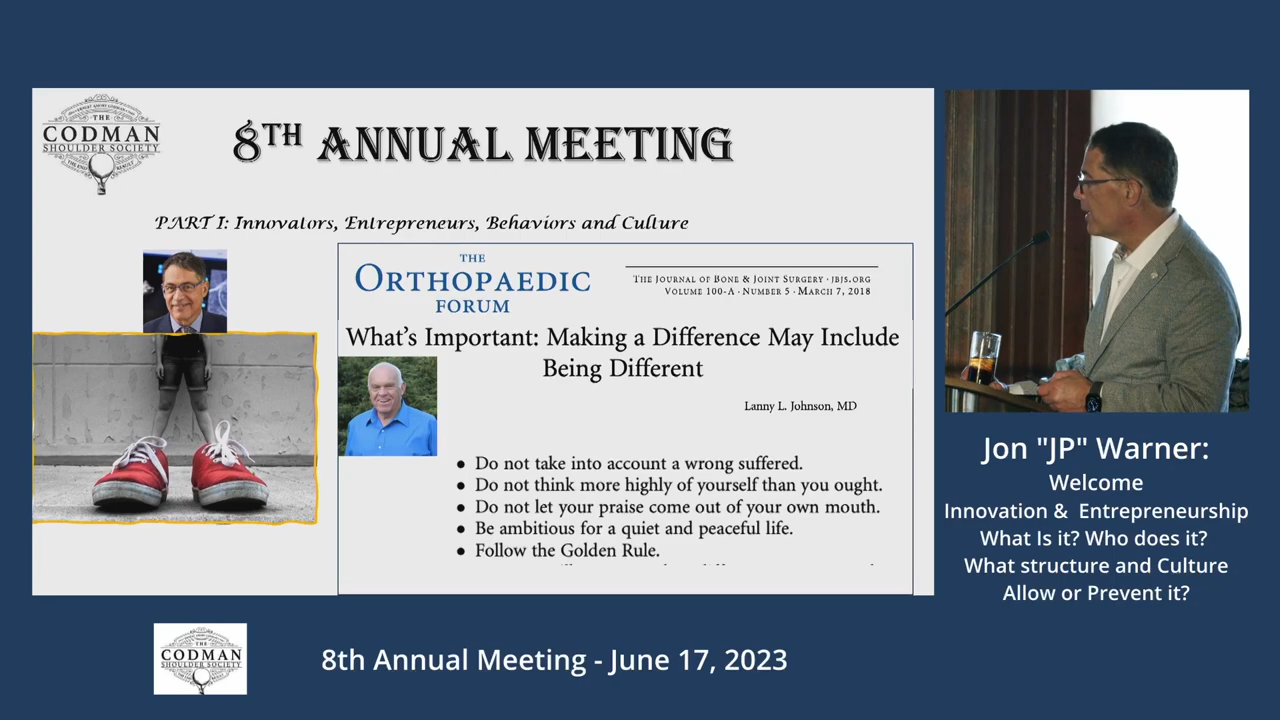 THE
CODMAN
SHOULDER SOCIETY
8TH ANNUAL MEETING
PART I: Innovators, Entrepreneurs, Behaviors and Culture
THE
ORTHOPAEDIC
FORUM
THE JOURNAL OF BONE & JOINT SURGERY · JBJS.ORG
VOLUME 100-A · NUMBER 5 · MARCH 7, 2018
What's Important: Making a Difference May Include
Being Different
Lanny L. Johnson, MD
● Do not take into account a wrong suffered.
● Do not think more highly of yourself than you ought.
● Do not let your praise come out of your own mouth.
● Be ambitious for a quiet and peaceful life.
● Follow the Golden Rule.
Jon "JP" Warner:
Welcome
Innovation & Entrepreneurship
What Is it? Who does it?
What structure and Culture
Allow or Prevent it?
THE
CODMAN
SHOULDER SOCIETY
8th Annual Meeting - June 17, 2023